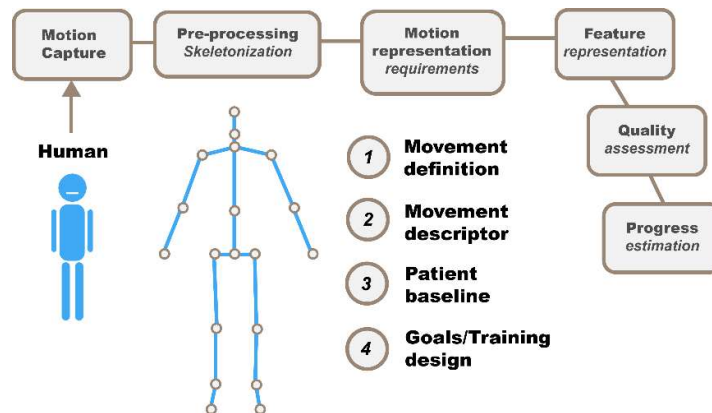 Motion
Capture
Pre-processing
Skeletonization
Motion
representation
requirements
Feature
representation
Quality
assessment
Progress
estimation
Human
1 Movement
definition
2 Movement
descriptor
3 Patient
baseline
4 Goals/Training
design